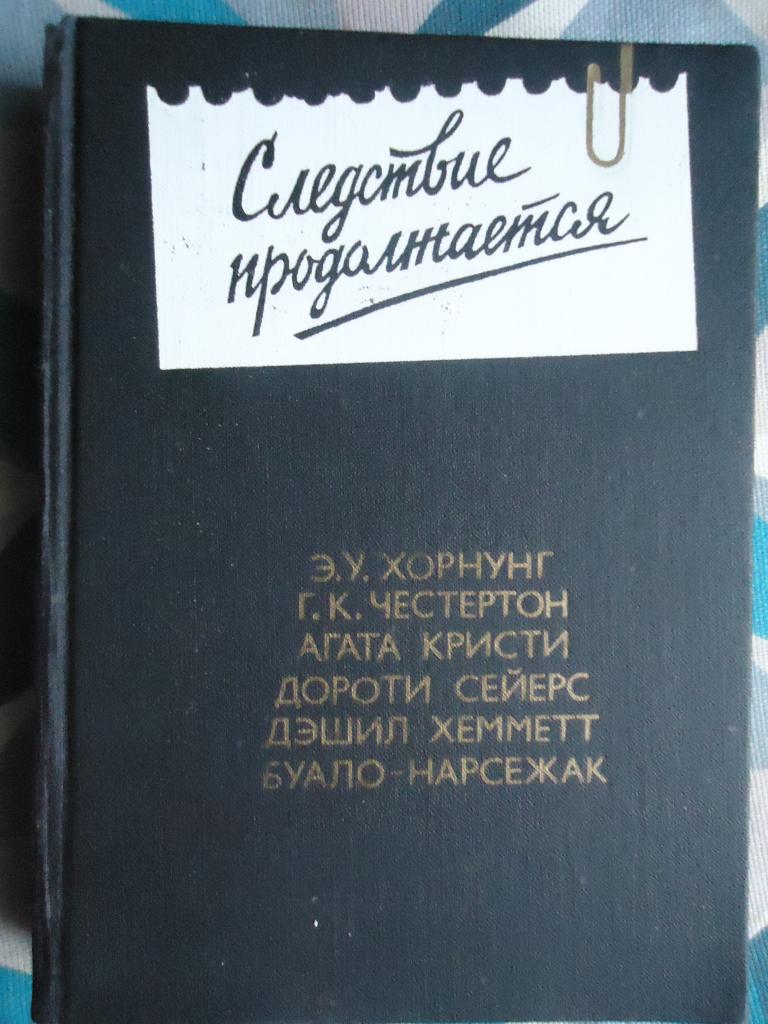 Следствие
продолжается
Э.У. ХОРНУНГ
Г.К. ЧЕСТЕРТОН
АГАТА КРИСТИ
ДОРОТИ СЕЙЕРС
ДЭШИЛ ХЕММЕТТ
БУАЛО-НАРСЕЖАК